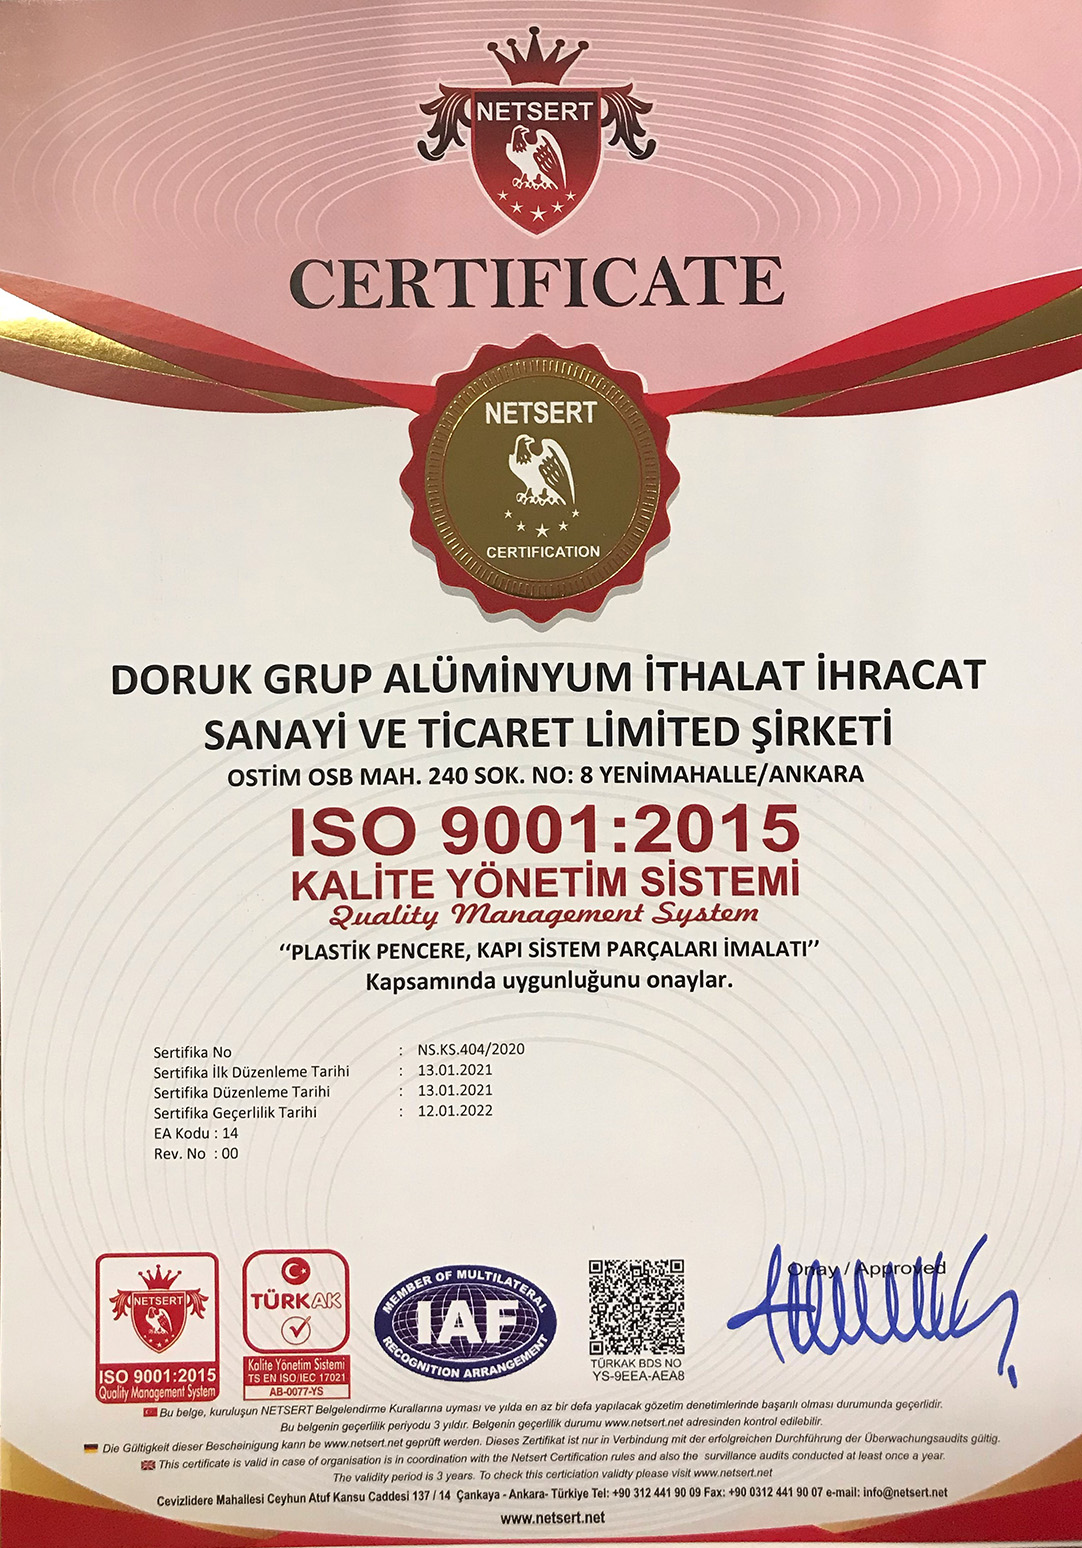 NETSERT
CERTIFICATE
NETSERT
CERTIFICATION
DORUK GRUP ALÜMİNYUM İTHALAT İHRACAT
SANAYİ VE TİCARET LİMİTED ŞİRKETİ
OSTİM OSB MAH. 240 SOK. NO: 8 YENİMAHALLE/ANKARA
ISO 9001:2015
KALİTE YÖNETİM SİSTEMİ
Quality Management System
“PLASTİK PENCERE, KAPI SİSTEM PARÇALARI İMALATI”
Kapsamında uygunluğunu onaylar.
Sertifika No : NS.KS.404/2020
Sertifika İlk Düzenleme Tarihi : 13.01.2021
Sertifika Düzenleme Tarihi : 13.01.2021
Sertifika Geçerlilik Tarihi : 12.01.2022
EA Kodu : 14
Rev. No : 00
Onay / Approved
NETSERT
ISO 9001:2015
Quality Management System
TÜRKAK
Kalite Yönetim Sistemi
TS EN ISO/IEC 17021
AB-0077-YS
MEMBER OF MULTILATERAL
IAF
RECOGNITION ARRANGEMENT
TÜRKAK BDS NO
YS-9EEA-AEA8
Bu belge, kuruluşun NETSERT Belgelendirme Kurallarına uyması ve yılda en az bir defa yapılacak gözetim denetimlerinde başarılı olması durumunda geçerlidir.
Bu belgenin geçerlilik periyodu 3 yıldır. Belgenin geçerlilik durumu www.netsert.net adresinden kontrol edilebilir.
Die Gültigkeit dieser Bescheinigung kann be www.netsert.net geprüft werden. Dieses Zertifikat ist nur in Verbindung mit der erfolgreichen Durchführung der Überwachungsaudits gültig.
This certificate is valid in case of organisation is in coordination with the Netsert Certification rules and also the survillance audits conducted at least once a year.
The validity period is 3 years. To check this certiciation validty please visit www.netsert.net
Cevizlidere Mahallesi Ceyhun Atuf Kansu Caddesi 137 / 14 Çankaya - Ankara- Türkiye Tel: +90 312 441 90 09 Fax: +90 0312 441 90 07 e-mail: info@netsert.net
www.netsert.net